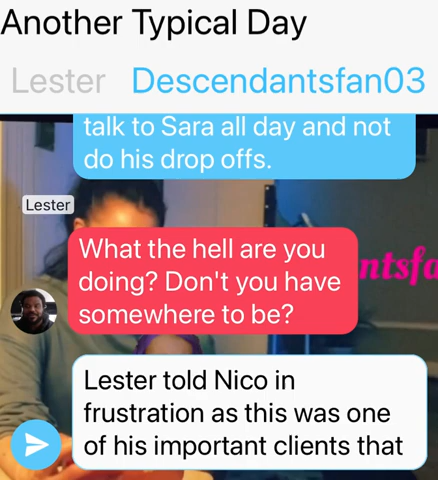 Another Typical Day
Lester Descendantsfan03
talk to Sara all day and not
do his drop offs.
Lester
What the hell are you
doing? Don't you have
somewhere to be?
ntsfa
Lester told Nico in
frustration as this was one
of his important clients that